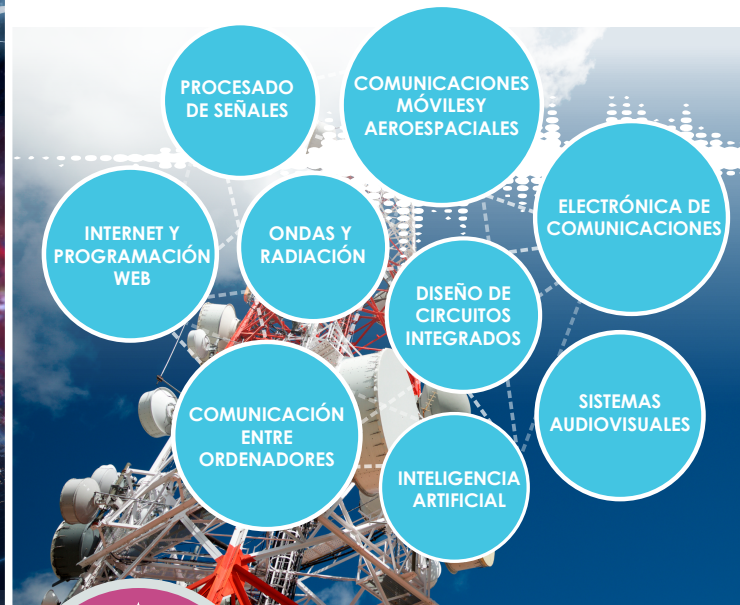 PROCESADO
DE SEÑALES
COMUNICACIONES
MÓVILESY
AEROESPACIALES
ELECTRÓNICA DE
COMUNICACIONES
INTERNET Y
PROGRAMACIÓN
WEB
ONDAS Y
RADIACIÓN
DISEÑO DE
CIRCUITOS
INTEGRADOS
SISTEMAS
AUDIOVISUALES
COMUNICACIÓN
ENTRE
ORDENADORES
INTELIGENCIA
ARTIFICIAL